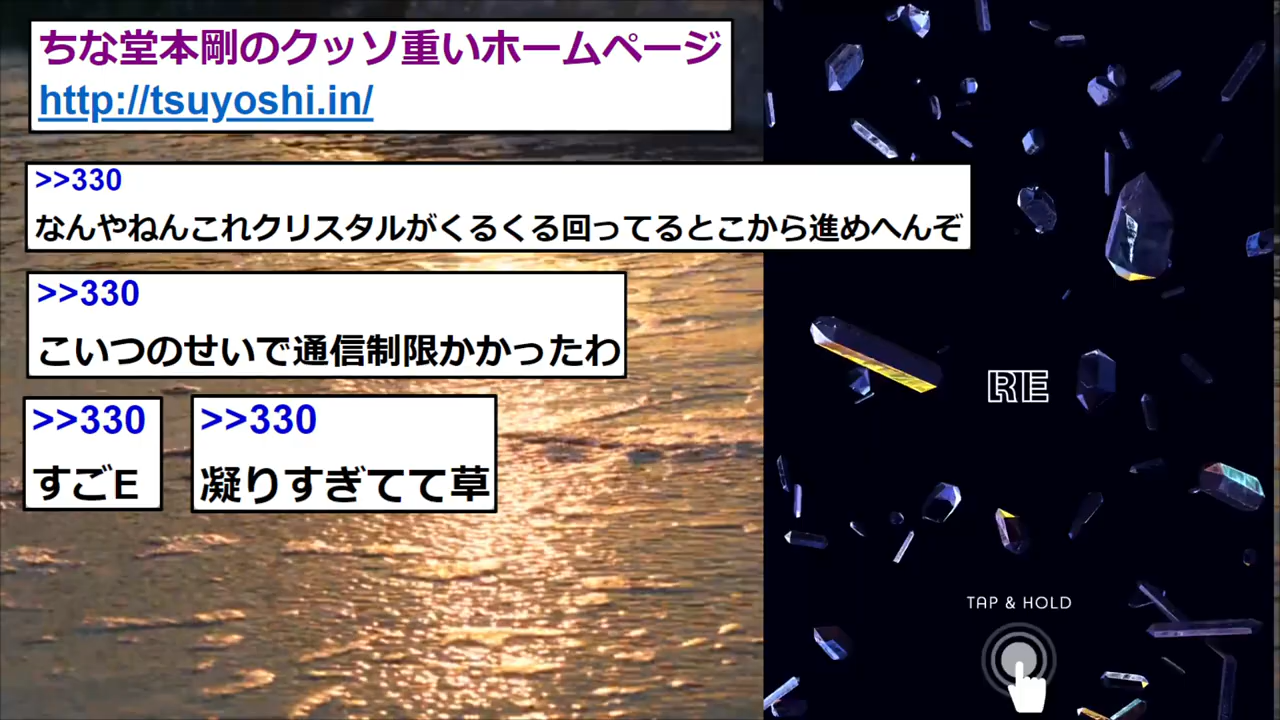 ちな堂本剛のクッソ重いホームページ
http://tsuyoshi.in/
>>330
なんやねんこれクリスタルがくるくる回ってるとこから進めへんぞ
>>330
こいつのせいで通信制限かかったわ
>>330
すごE
>>330
凝りすぎてて草
RE
TAP & HOLD